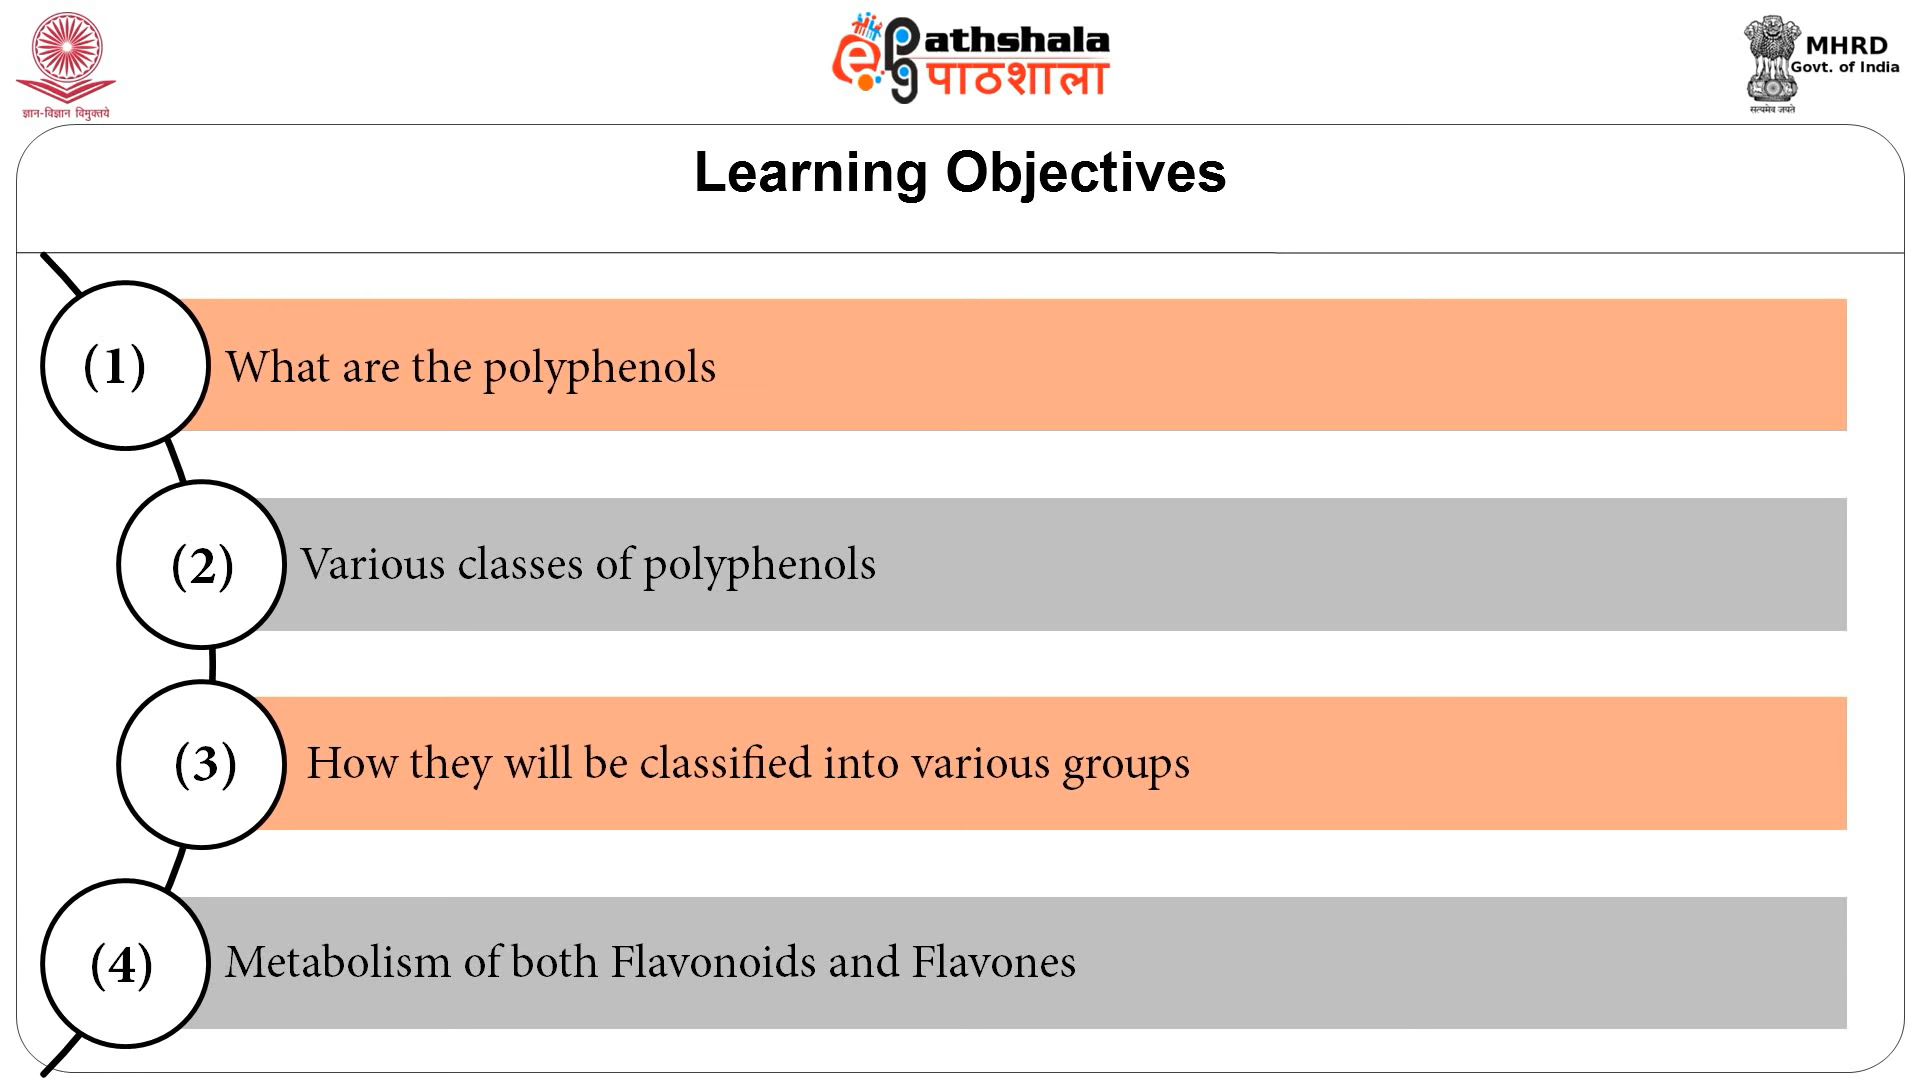 ज्ञान-विज्ञान विमुक्तये
ePG Pathshala
पाठशाला
MHRD
Govt. of India
सत्यमेव जयते
Learning Objectives
(1) What are the polyphenols
(2) Various classes of polyphenols
(3) How they will be classified into various groups
(4) Metabolism of both Flavonoids and Flavones